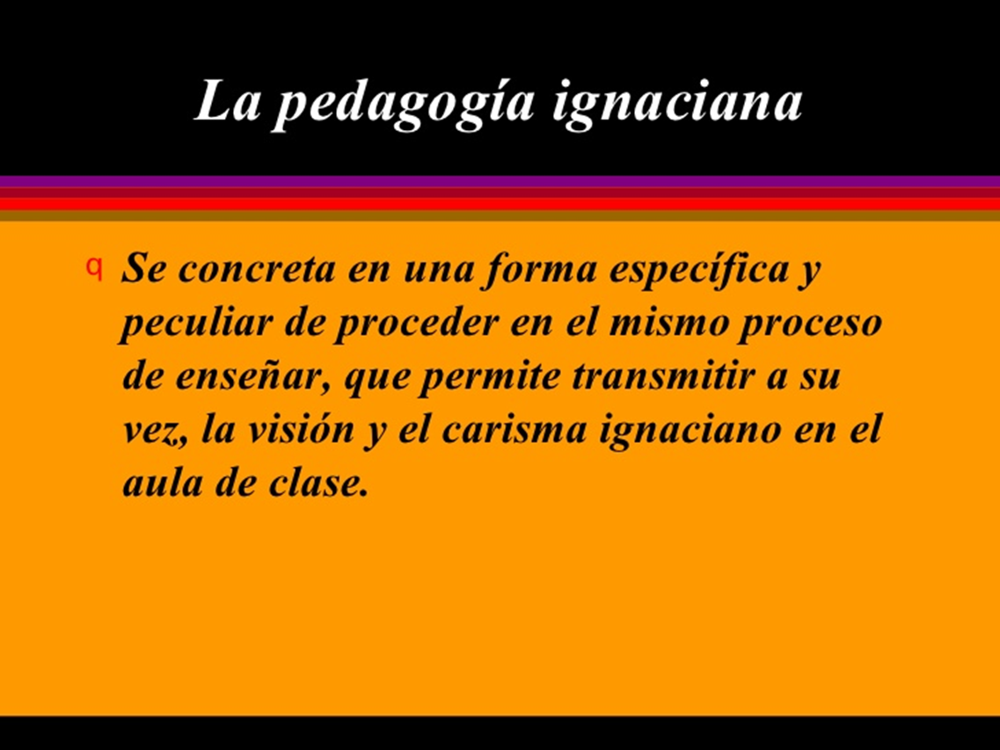 La pedagogía ignaciana
q Se concreta en una forma específica y
peculiar de proceder en el mismo proceso
de enseñar, que permite transmitir a su
vez, la visión y el carisma ignaciano en el
aula de clase.